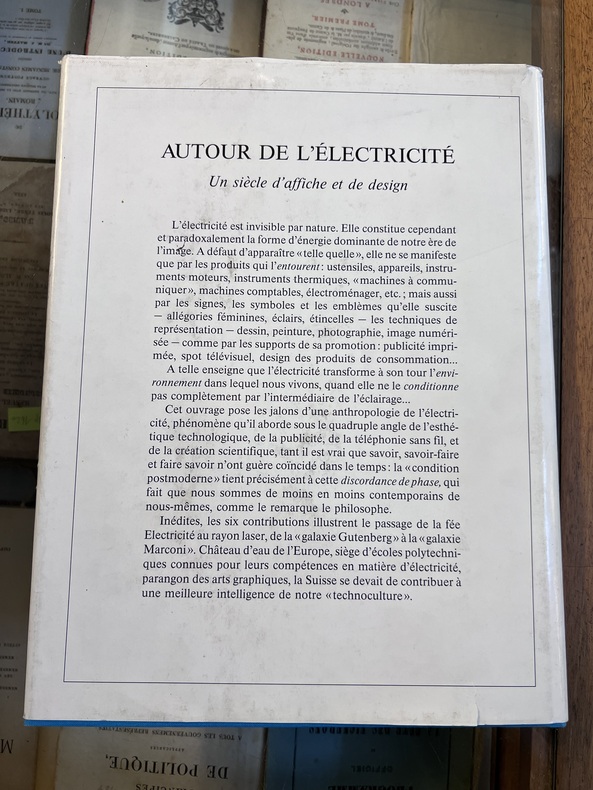 AUTOUR DE L'ÉLECTRICITÉ
Un siècle d'affiche et de design
L'électricité est invisible par nature. Elle constitue cependant
et paradoxalement la forme d'énergie dominante de notre ère de
l'image. A défaut d'apparaître «telle quelle», elle ne se manifeste
que par les produits qui l'entourent: ustensiles, appareils, instru-
ments moteurs, instruments thermiques, «machines à commu-
niquer», machines comptables, électroménager, etc.; mais aussi
par les signes, les symboles et les emblèmes qu'elle suscite
— allégories féminines, éclairs, étincelles — les techniques de
représentation — dessin, peinture, photographie, image numéri-
sée — comme par les supports de sa promotion: publicité impri-
mée, spot télévisuel, design des produits de consommation...
A telle enseigne que l'électricité transforme à son tour l'envi-
ronnement dans lequel nous vivons, quand elle ne le conditionne
pas complètement par l'intermédiaire de l'éclairage...
Cet ouvrage pose les jalons d'une anthropologie de l'électri-
cité, phénomène qu'il aborde sous le quadruple angle de l'esthé-
tique technologique, de la publicité, de la téléphonie sans fil, et
de la création scientifique, tant il est vrai que savoir, savoir-faire
et faire savoir n'ont guère coïncidé dans le temps: la «condition
postmoderne» tient précisément à cette discordance de phase, qui
fait que nous sommes de moins en moins contemporains de
nous-mêmes, comme le remarque le philosophe.
Inédites, les six contributions illustrent le passage de la fée
Electricité au rayon laser, de la «galaxie Gutenberg» à la «galaxie
Marconi». Château d'eau de l'Europe, siège d'écoles polytechni-
ques connues pour leurs compétences en matière d'électricité,
parangon des arts graphiques, la Suisse se devait de contribuer à
une meilleure intelligence de notre «technoculture».
DE POLITIQUE,